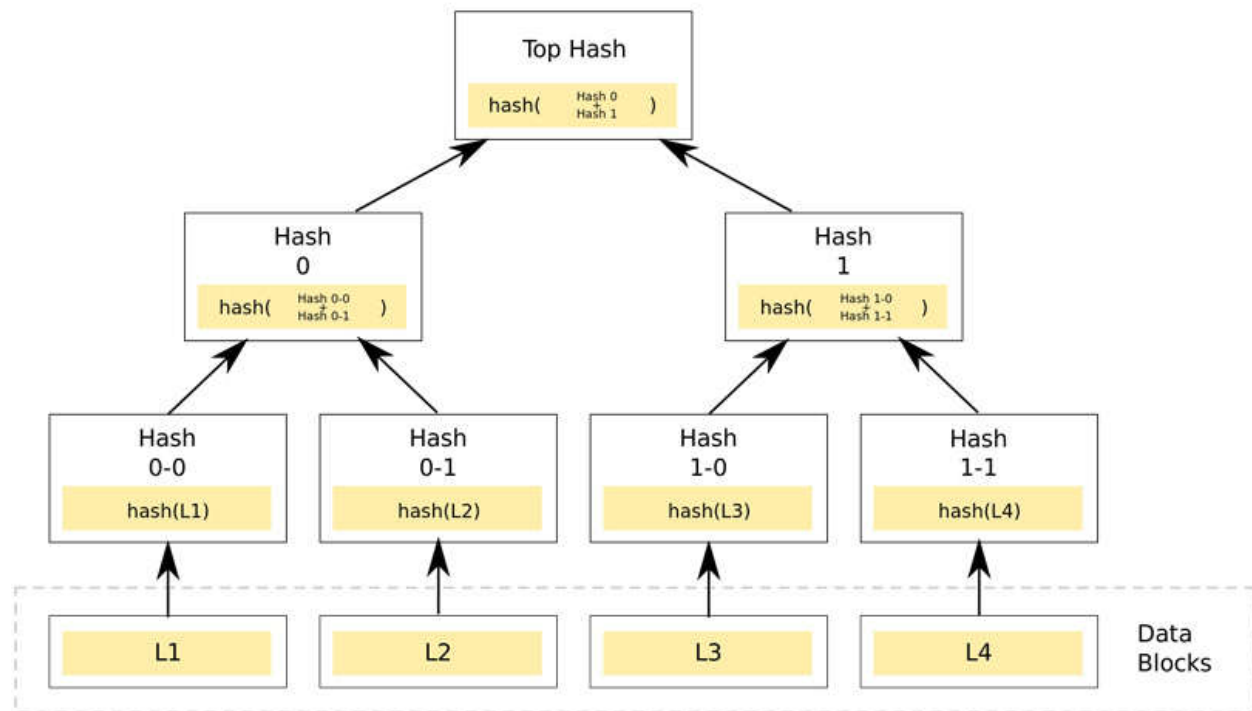 Top Hash
hash( Hash 0 + Hash 1 )
Hash
0
hash( Hash 0-0 + Hash 0-1 )
Hash
1
hash( Hash 1-0 + Hash 1-1 )
Hash
0-0
hash(L1)
Hash
0-1
hash(L2)
Hash
1-0
hash(L3)
Hash
1-1
hash(L4)
L1
L2
L3
L4
Data
Blocks